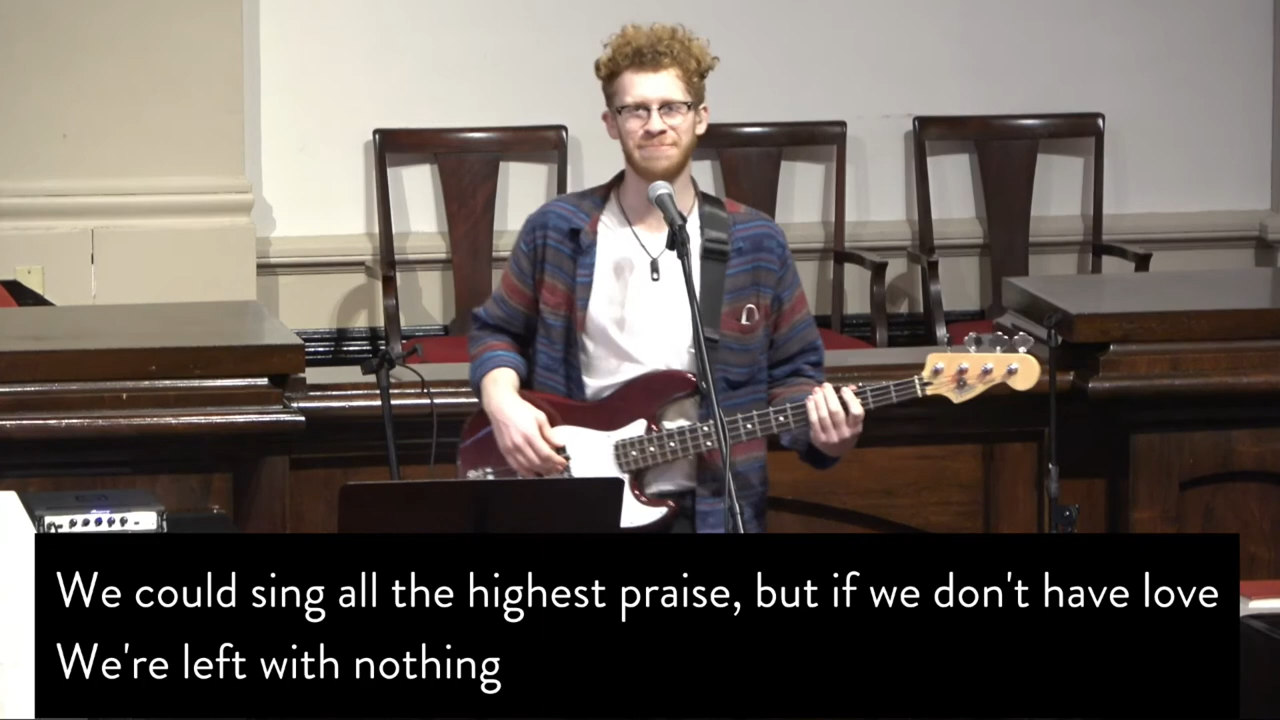 We could sing all the highest praise, but if we don't have love
We're left with nothing